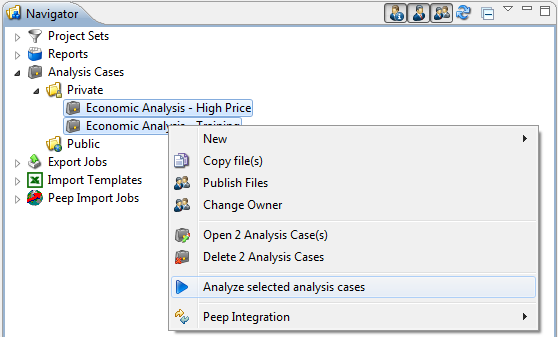 Navigator
Project Sets
Reports
Analysis Cases
Private
Economic Analysis - High Price
Economic Analysis - Training
Public
Export Jobs
Import Templates
Peep Import Jobs
New
Copy file(s)
Publish Files
Change Owner
Open 2 Analysis Case(s)
Delete 2 Analysis Cases
Analyze selected analysis cases
Peep Integration